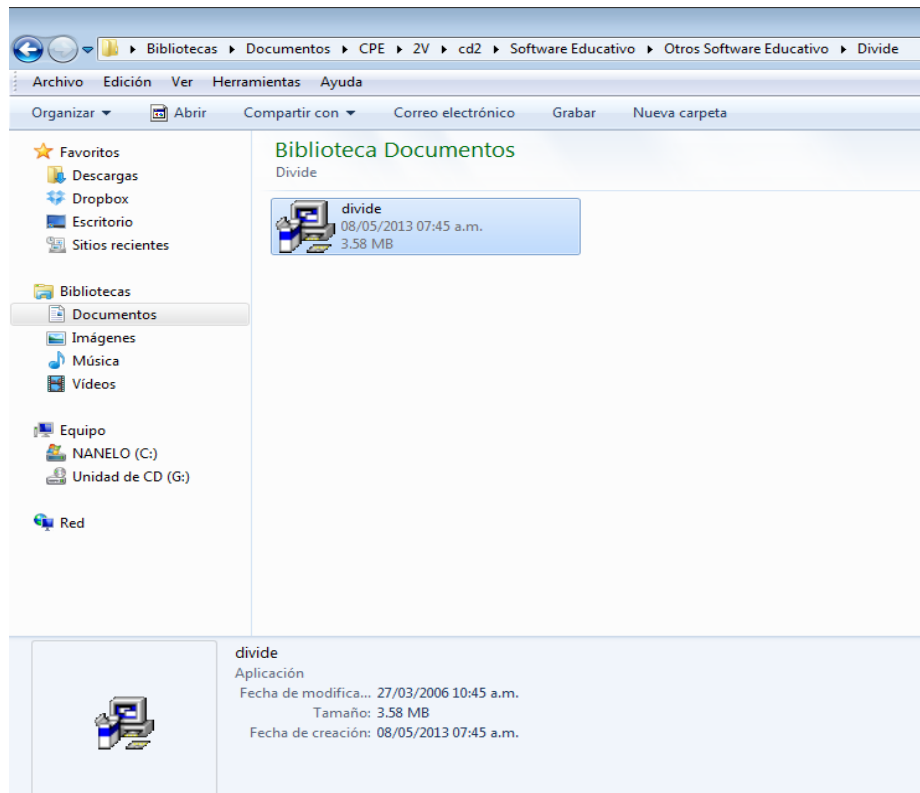 Bibliotecas Documentos CPE 2V cd2 Software Educativo Otros Software Educativo Divide
Archivo Edición Ver Herramientas Ayuda
Organizar Abrir Compartir con Correo electrónico Grabar Nueva carpeta
Favoritos
Descargas
Dropbox
Escritorio
Sitios recientes
Bibliotecas
Documentos
Imágenes
Música
Vídeos
Equipo
NANELO (C:)
Unidad de CD (G:)
Red
Biblioteca Documentos
Divide
divide
08/05/2013 07:45 a.m.
3.58 MB
divide
Aplicación
Fecha de modifica... 27/03/2006 10:45 a.m.
Tamaño: 3.58 MB
Fecha de creación: 08/05/2013 07:45 a.m.